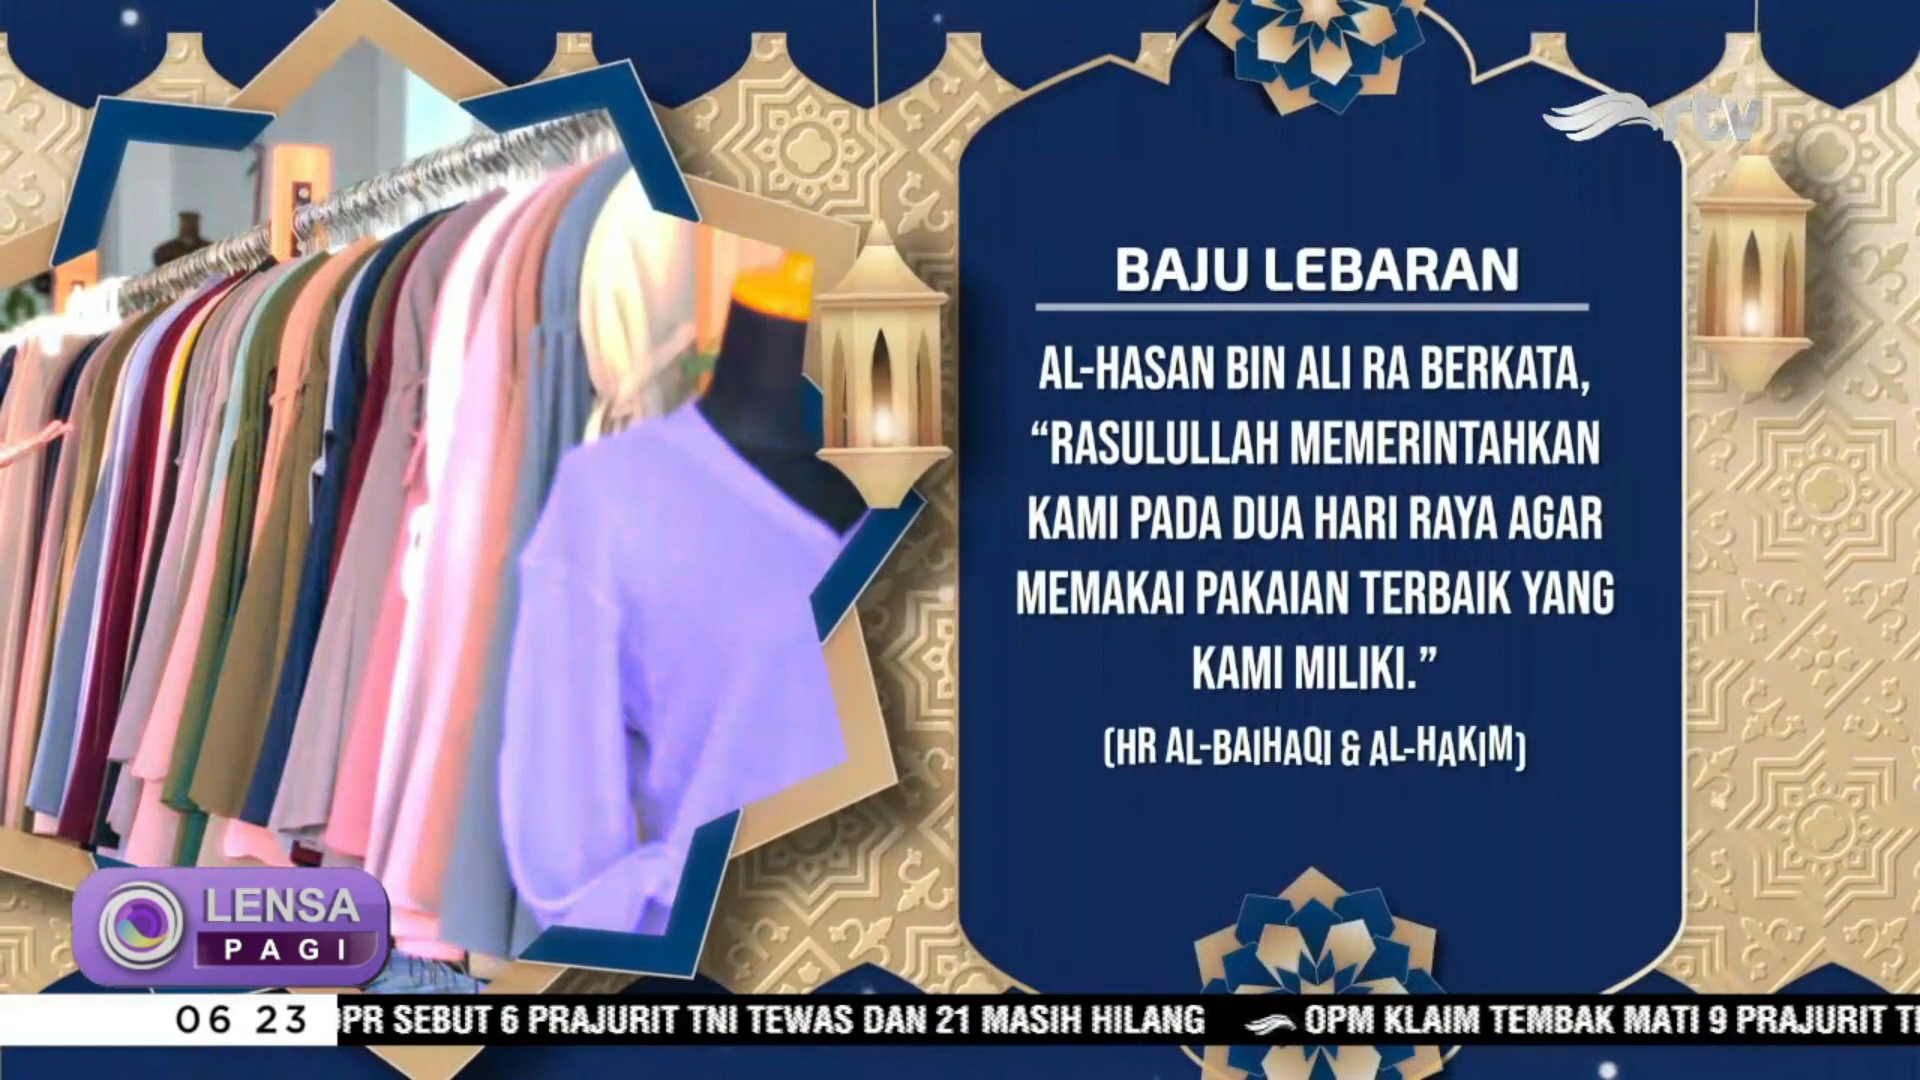 rtv
BAJU LEBARAN
AL-HASAN BIN ALI RA BERKATA,
“RASULULLAH MEMERINTAHKAN
KAMI PADA DUA HARI RAYA AGAR
MEMAKAI PAKAIAN TERBAIK YANG
KAMI MILIKI.”
(HR AL-BAIHAQI & AL-HAKIM)
LENSA
PAGI
06 23
PR SEBUT 6 PRAJURIT TNI TEWAS DAN 21 MASIH HILANG OPM KLAIM TEMBAK MATI 9 PRAJURIT